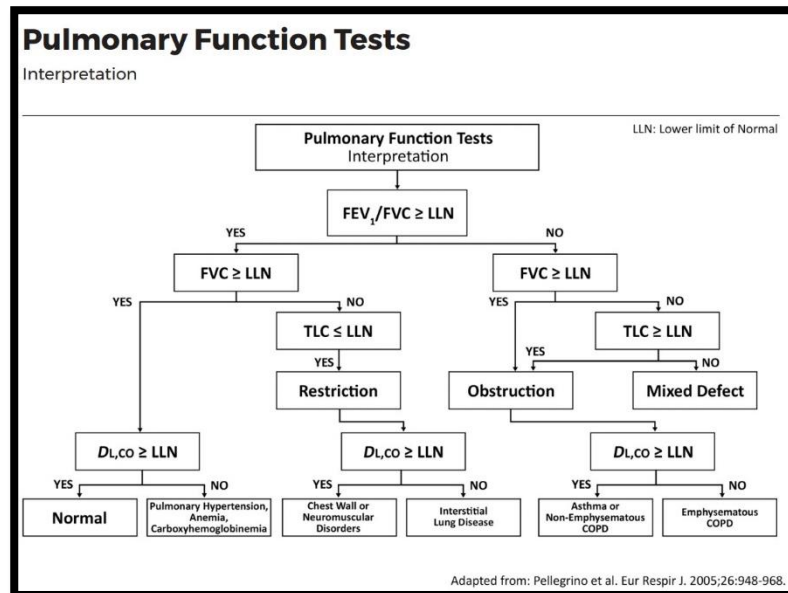 Pulmonary Function Tests
Interpretation
LLN: Lower limit of Normal
Pulmonary Function Tests
Interpretation
FEV₁/FVC ≥ LLN
YES
NO
FVC ≥ LLN
FVC ≥ LLN
YES
NO
YES
NO
TLC ≤ LLN
TLC ≥ LLN
YES
YES
NO
Restriction
Obstruction
Mixed Defect
DL,CO ≥ LLN
DL,CO ≥ LLN
DL,CO ≥ LLN
YES
NO
YES
NO
YES
NO
Normal
Pulmonary Hypertension,
Anemia,
Carboxyhemoglobinemia
Chest Wall or
Neuromuscular
Disorders
Interstitial
Lung Disease
Asthma or
Non-Emphysematous
COPD
Emphysematous
COPD
Adapted from: Pellegrino et al. Eur Respir J. 2005;26:948-968.